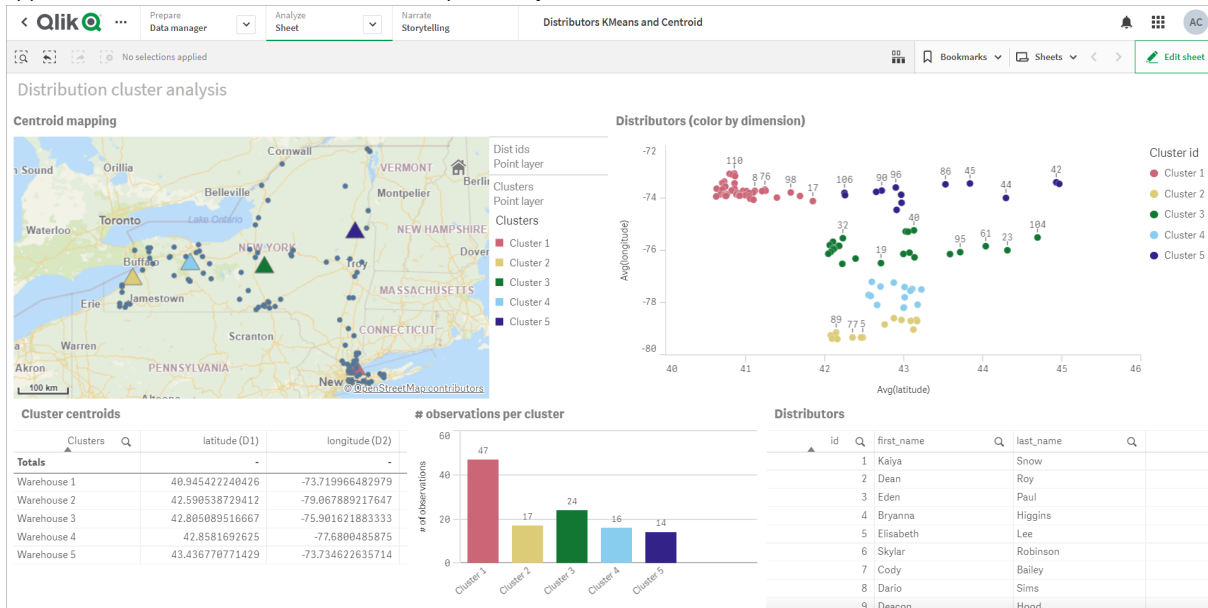 Qlik
Prepare
Data manager
Analyze
Sheet
Narrate
Storytelling
Distributors KMeans and Centroid
AC
No selections applied
Bookmarks
Sheets
Edit sheet
Distribution cluster analysis
Centroid mapping
Cornwall
n Sound
Orillia
VERMONT
Berlin
Belleville
Montpelier
Toronto
Lake Ontario
Waterloo
NEW HAMPSHIRE
NEW YORK
Dover
Buffalo
Troy
MASSACHUSETTS
Erie
Jamestown
CONNECTICUT
Scranton
a
Warren
Akron
PENNSYLVANIA
New
100 km
© OpenStreetMap contributors
Dist ids
Point layer
Clusters
Point layer
Clusters
Cluster 1
Cluster 2
Cluster 3
Cluster 4
Cluster 5
Distributors (color by dimension)
-72
-74
-76
-78
-80
Avg(longitude)
110
8 76
98
17
106
90 96
86
45
44
42
32
19
40
95
61
23
104
89
77 5
40
41
42
43
44
45
46
Avg(latitude)
Cluster id
Cluster 1
Cluster 2
Cluster 3
Cluster 4
Cluster 5
Cluster centroids
Clusters latitude (D1) longitude (D2)
Totals - -
Warehouse 1 40.945422240426 -73.719966482979
Warehouse 2 42.590538729412 -79.067889217647
Warehouse 3 42.805089516667 -75.901621883333
Warehouse 4 42.8581692625 -77.6800485875
Warehouse 5 43.436770771429 -73.734622635714
# observations per cluster
# of observations
60
40
20
0
47
17
24
16
14
Cluster 1
Cluster 2
Cluster 3
Cluster 4
Cluster 5
Distributors
id first_name last_name
1 Kaiya Snow
2 Dean Roy
3 Eden Paul
4 Bryanna Higgins
5 Elisabeth Lee
6 Skylar Robinson
7 Cody Bailey
8 Dario Sims
9 Deacon Hood